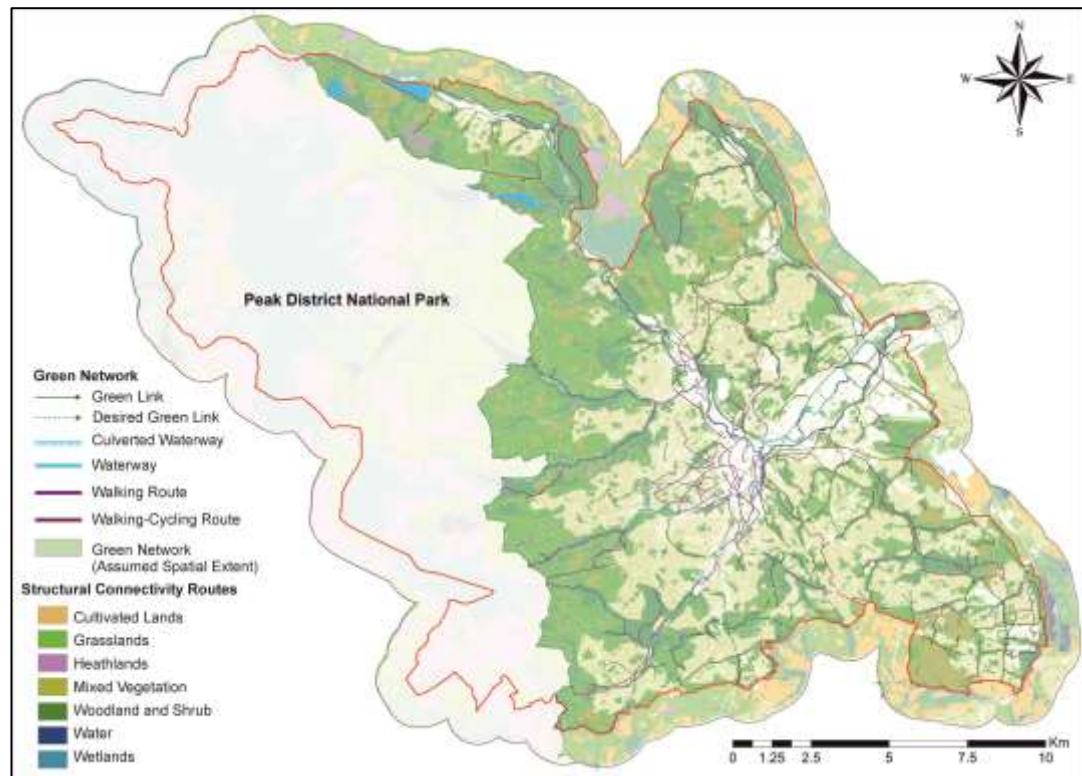 N
W
E
S
Peak District National Park
Green Network
Green Link
Desired Green Link
Culverted Waterway
Waterway
Walking Route
Walking-Cycling Route
Green Network
(Assumed Spatial Extent)
Structural Connectivity Routes
Cultivated Lands
Grasslands
Heathlands
Mixed Vegetation
Woodland and Shrub
Water
Wetlands
Km
0 1.25 2.5 5 7.5 10